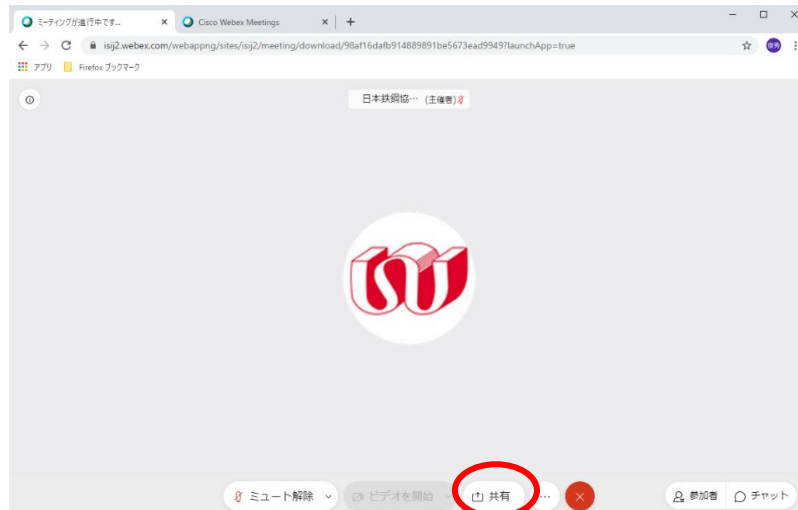 ミーティングが進行中です...
Cisco Webex Meetings
isij2.webex.com/webappng/sites/isij2/meeting/download/98af16dafb914889891be5673ead9949?launchApp=true
俊秀
アプリ
Firefox ブックマーク
日本鉄鋼協… (主催者)
ISIJ
ミュート解除
ビデオを開始
共有
参加者
チャット